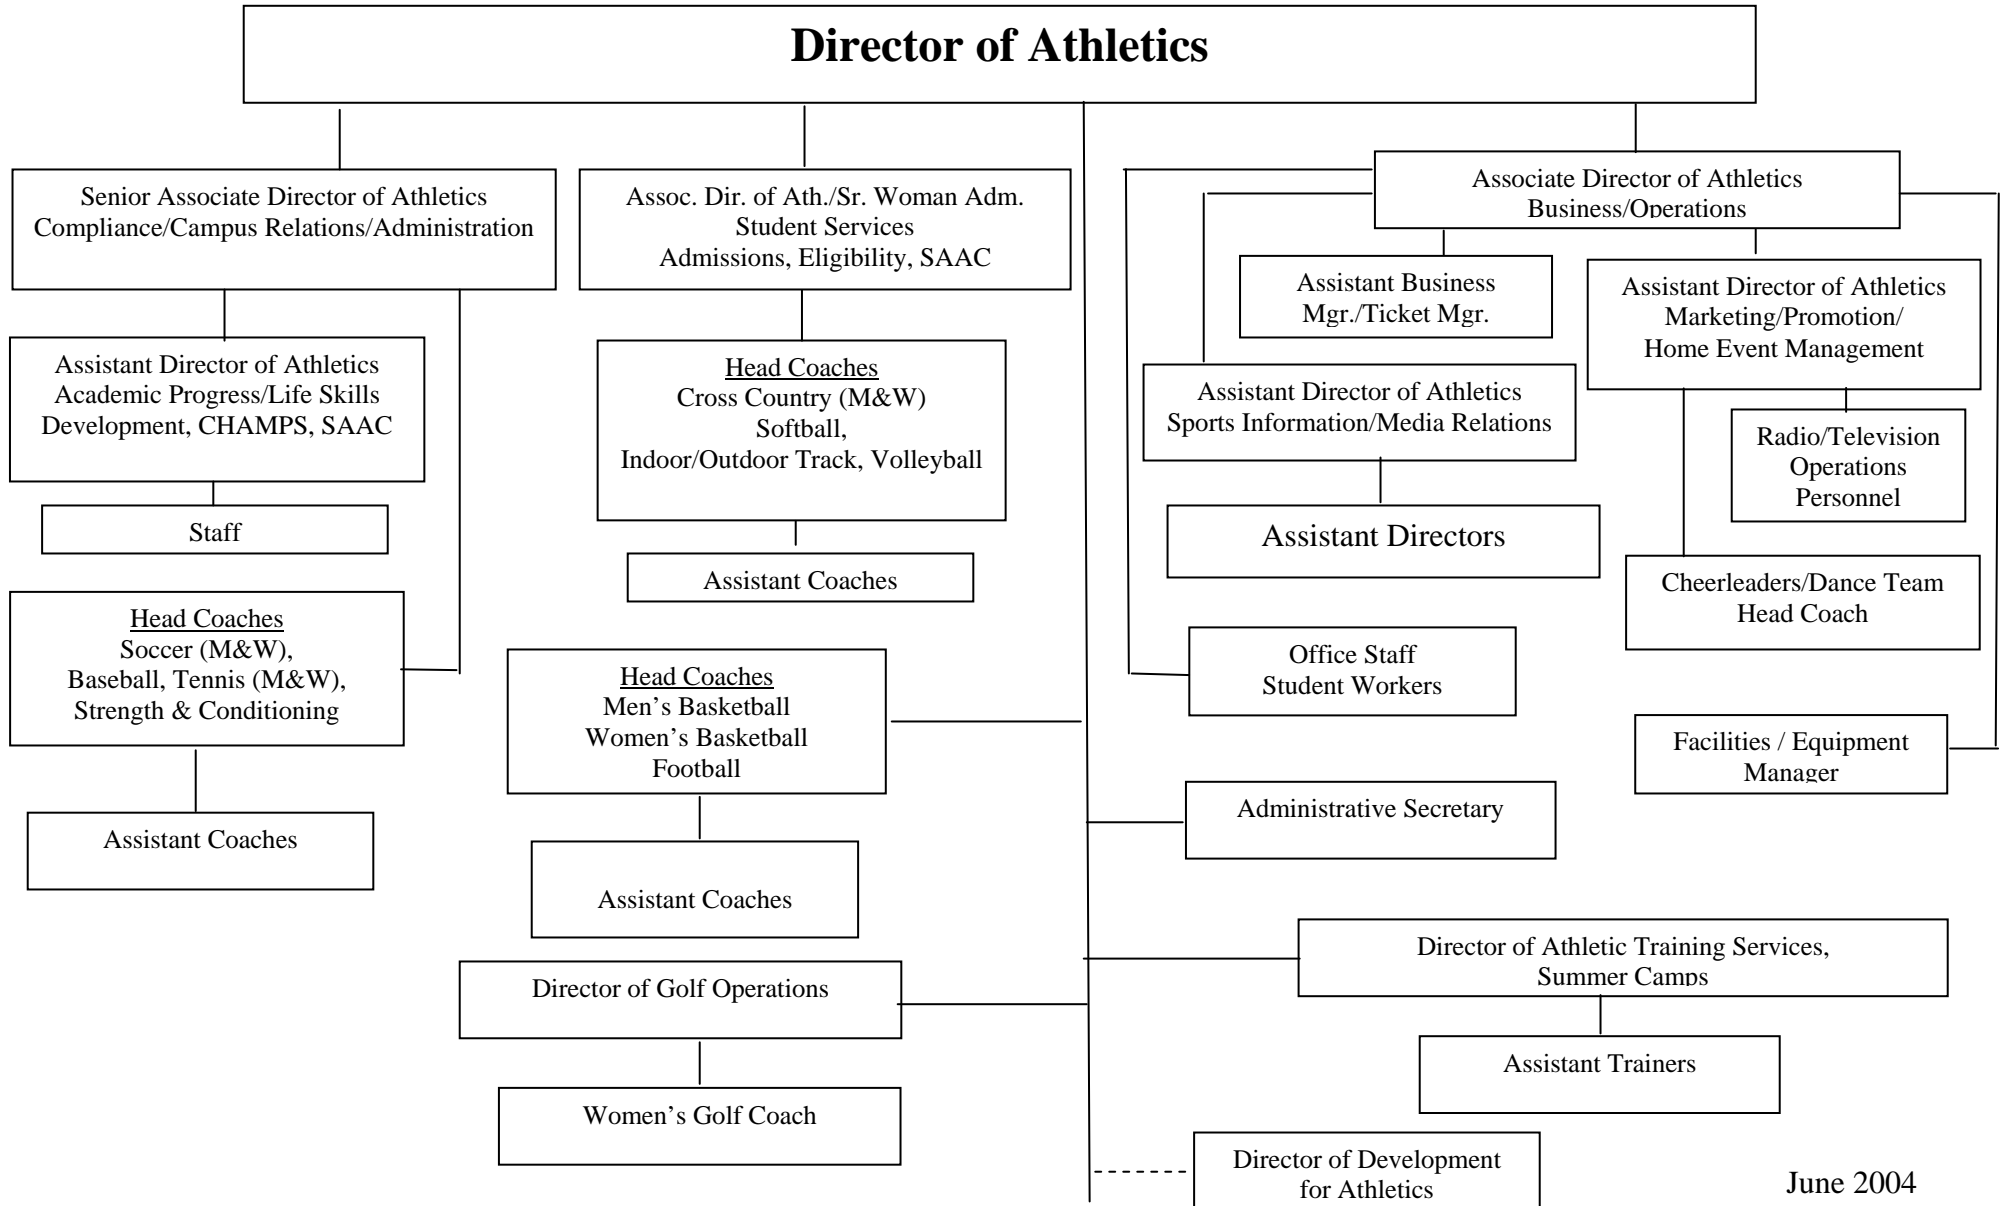 Director of Athletics
Senior Associate Director of Athletics
Compliance/Campus Relations/Administration
Assoc. Dir. of Ath./Sr. Woman Adm.
Student Services
Admissions, Eligibility, SAAC
Associate Director of Athletics
Business/Operations
Assistant Business
Mgr./Ticket Mgr.
Assistant Director of Athletics
Marketing/Promotion/
Home Event Management
Assistant Director of Athletics
Academic Progress/Life Skills
Development, CHAMPS, SAAC
Head Coaches
Cross Country (M&W)
Softball,
Indoor/Outdoor Track, Volleyball
Assistant Director of Athletics
Sports Information/Media Relations
Radio/Television
Operations
Personnel
Staff
Assistant Directors
Assistant Coaches
Cheerleaders/Dance Team
Head Coach
Head Coaches
Soccer (M&W),
Baseball, Tennis (M&W),
Strength & Conditioning
Head Coaches
Men’s Basketball
Women’s Basketball
Football
Office Staff
Student Workers
Facilities / Equipment
Manager
Assistant Coaches
Administrative Secretary
Assistant Coaches
Director of Golf Operations
Director of Athletic Training Services,
Summer Camps
Assistant Trainers
Women’s Golf Coach
Director of Development
for Athletics
June 2004